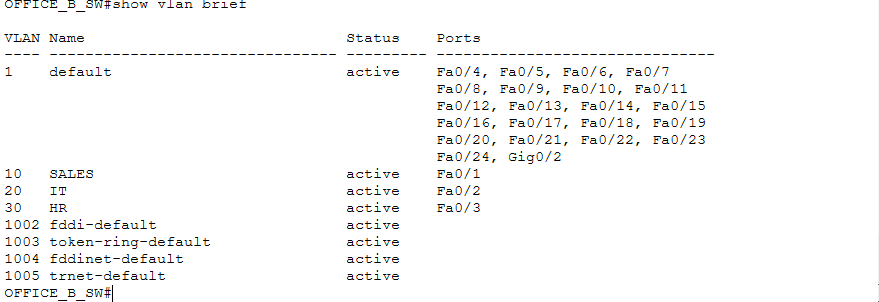 OFFICE_B_SW#show vlan brief
VLAN Name                             Status    Ports
---- -------------------------------- --------- -------------------------------
1    default                          active    Fa0/4, Fa0/5, Fa0/6, Fa0/7
                                                Fa0/8, Fa0/9, Fa0/10, Fa0/11
                                                Fa0/12, Fa0/13, Fa0/14, Fa0/15
                                                Fa0/16, Fa0/17, Fa0/18, Fa0/19
                                                Fa0/20, Fa0/21, Fa0/22, Fa0/23
                                                Fa0/24, Gig0/2
10   SALES                            active    Fa0/1
20   IT                               active    Fa0/2
30   HR                               active    Fa0/3
1002 fddi-default                     active
1003 token-ring-default               active
1004 fddinet-default                  active
1005 trnet-default                    active
OFFICE_B_SW#